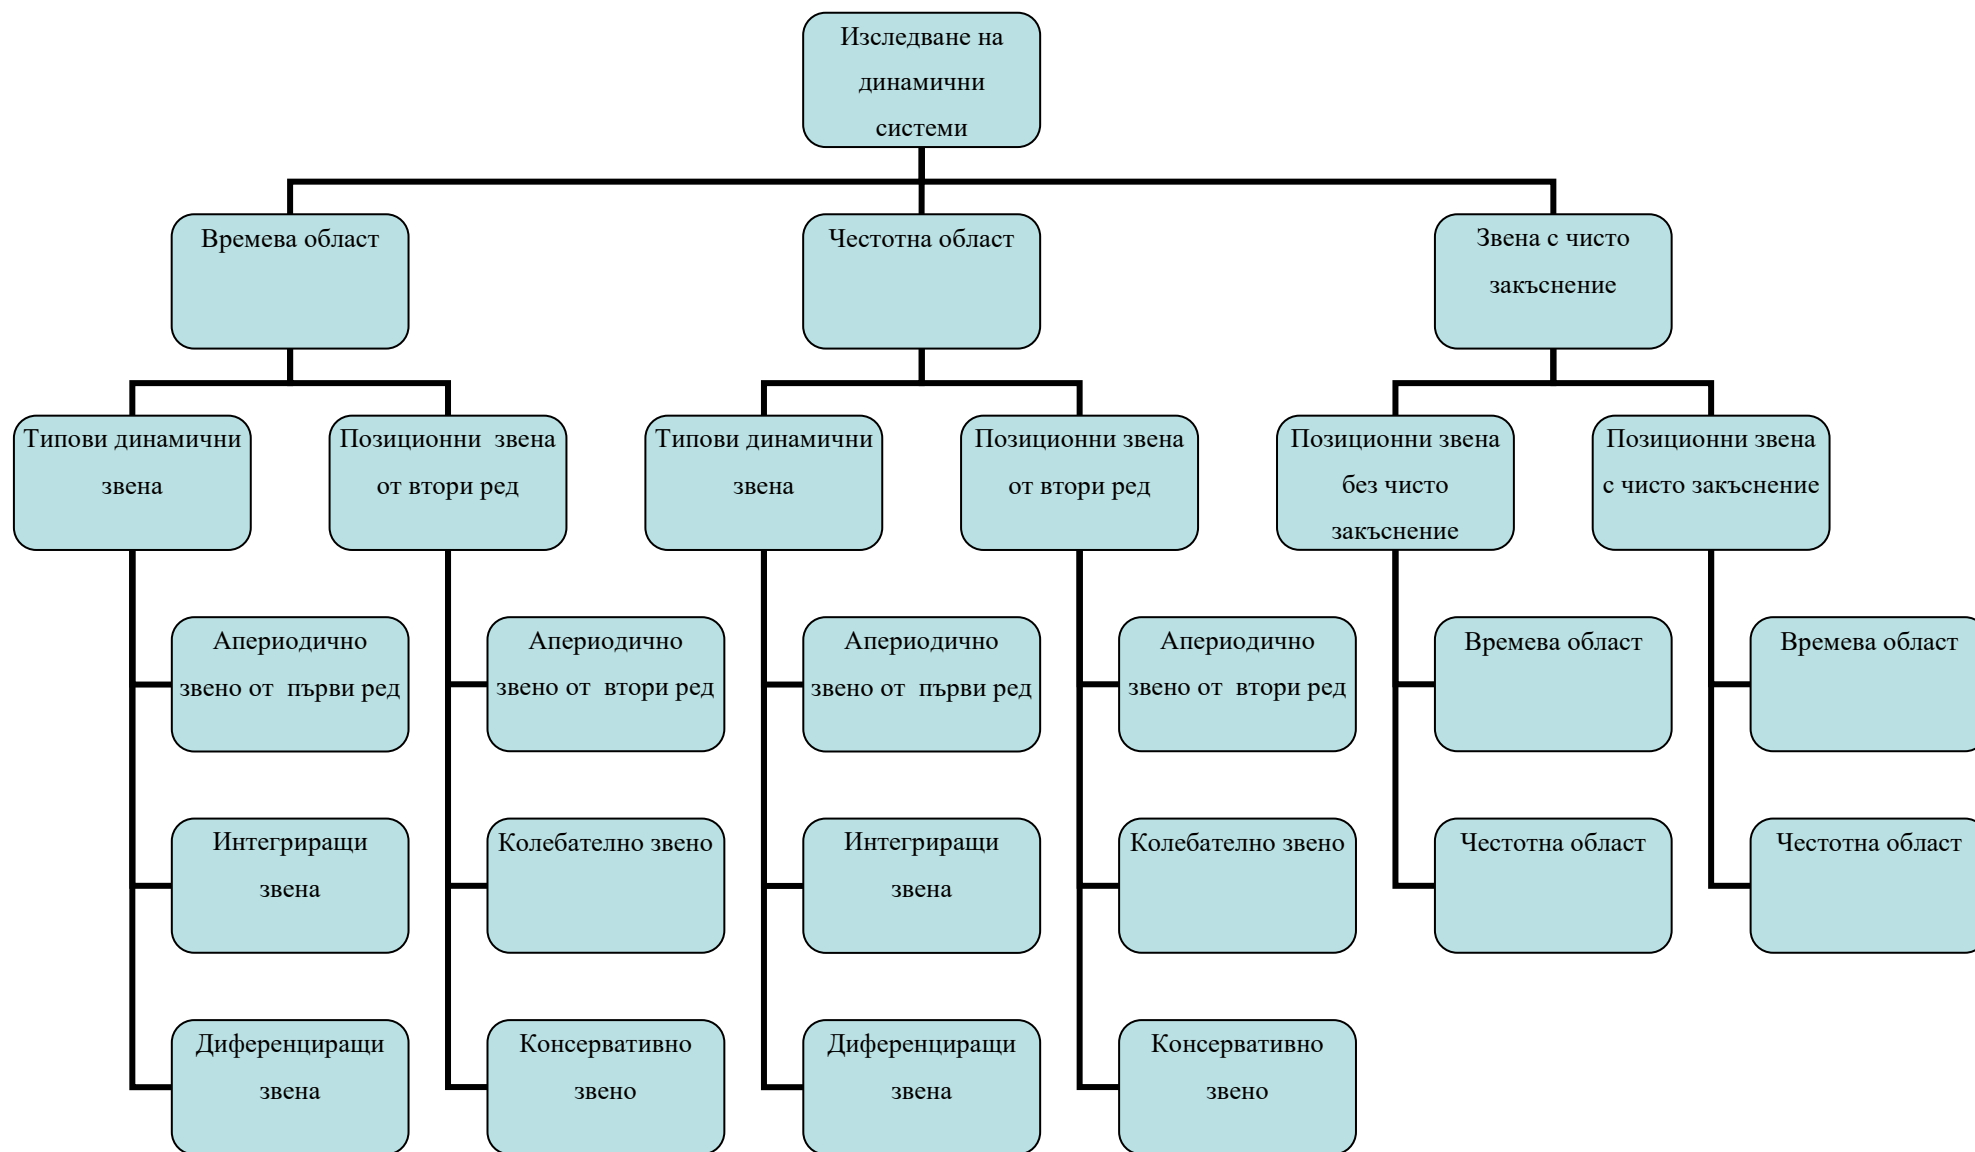 Изследване на
динамични
системи
Времева област
Честотна област
Звена с чисто
закъснение
Типови динамични
звена
Позиционни звена
от втори ред
Типови динамични
звена
Позиционни звена
от втори ред
Позиционни звена
без чисто
закъснение
Позиционни звена
с чисто закъснение
Апериодично
звено от първи ред
Апериодично
звено от втори ред
Апериодично
звено от първи ред
Апериодично
звено от втори ред
Времева област
Времева област
Интегриращи
звена
Колебателно звено
Интегриращи
звена
Колебателно звено
Честотна област
Честотна област
Диференциращи
звена
Консервативно
звено
Диференциращи
звена
Консервативно
звено